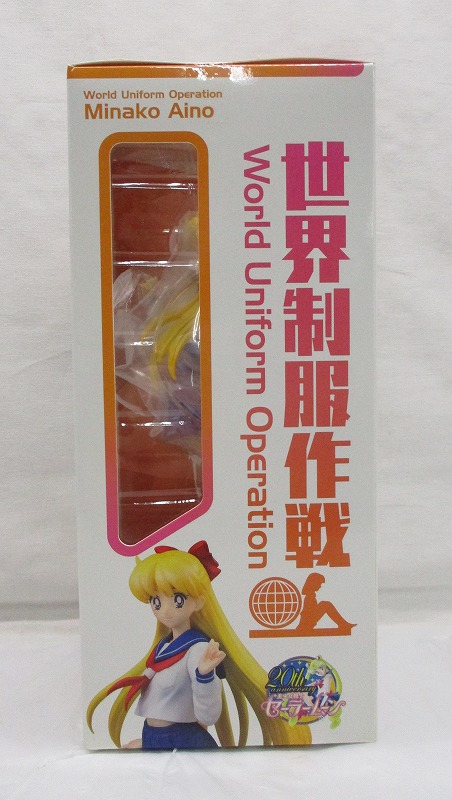 World Uniform Operation
Minako Aino
世界制服作戦
World Uniform Operation
20th
anniversary
セーラームーン